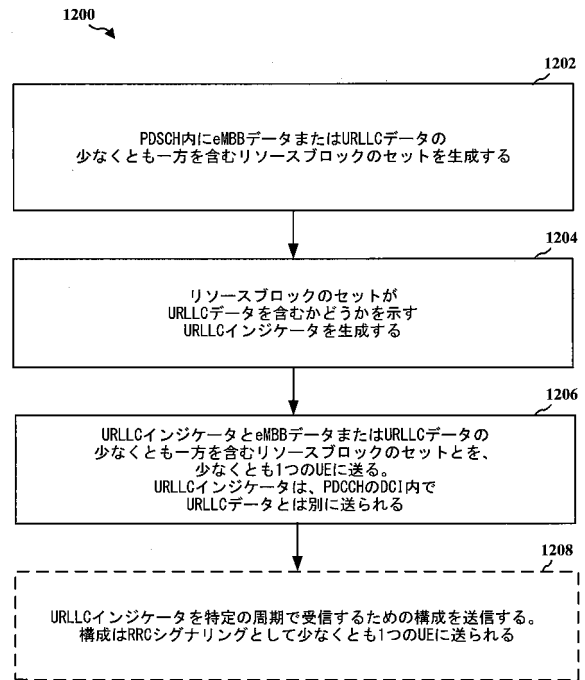 1200
1202
PDSCH内にeMBBデータまたはURLLCデータの
少なくとも一方を含むリソースブロックのセットを生成する
1204
リソースブロックのセットが
URLLCデータを含むかどうかを示す
URLLCインジケータを生成する
1206
URLLCインジケータとeMBBデータまたはURLLCデータの
少なくとも一方を含むリソースブロックのセットとを、
少なくとも1つのUEに送る。
URLLCインジケータは、PDCCHのDCI内で
URLLCデータとは別に送られる
1208
URLLCインジケータを特定の周期で受信するための構成を送信する。
構成はRRCシグナリングとして少なくとも1つのUEに送られる